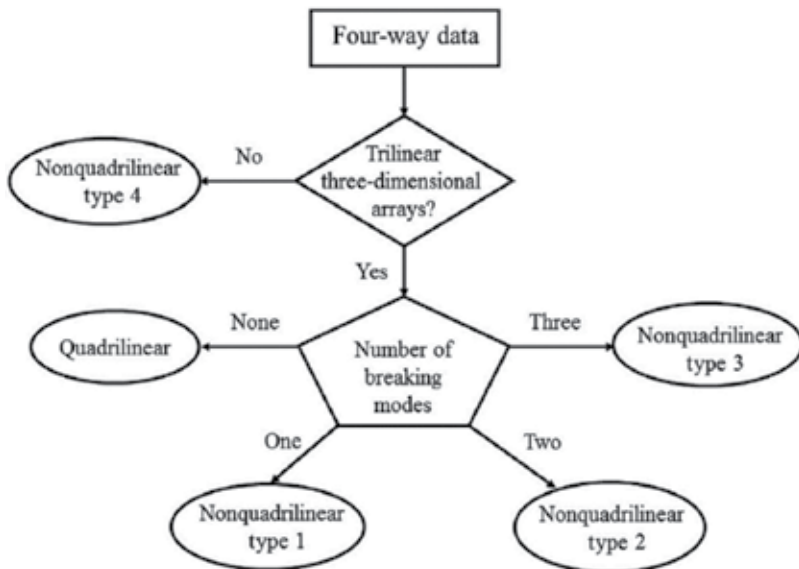 Four-way data
No
Trilinear
three-dimensional
arrays?
Nonquadrilinear
type 4
Yes
None
Three
Quadrilinear
Number of
breaking
modes
Nonquadrilinear
type 3
One
Two
Nonquadrilinear
type 1
Nonquadrilinear
type 2